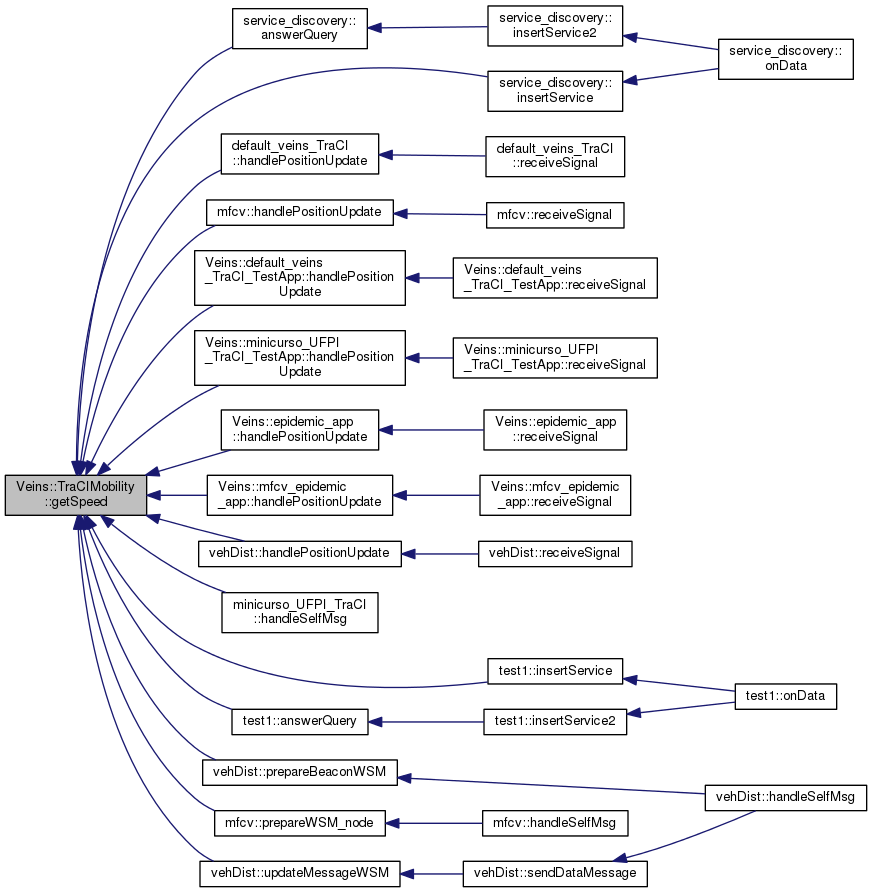 service_discovery::
answerQuery
service_discovery::
insertService2
service_discovery::
onData
service_discovery::
insertService
default_veins_TraCI
::handlePositionUpdate
default_veins_TraCI
::receiveSignal
mfcv::handlePositionUpdate
mfcv::receiveSignal
Veins::default_veins
_TraCI_TestApp::handlePosition
Update
Veins::default_veins
_TraCI_TestApp::receiveSignal
Veins::minicurso_UFPI
_TraCI_TestApp::handlePosition
Update
Veins::minicurso_UFPI
_TraCI_TestApp::receiveSignal
Veins::epidemic_app
::handlePositionUpdate
Veins::epidemic_app
::receiveSignal
Veins::TraCIMobility
::getSpeed
Veins::mfcv_epidemic
_app::handlePositionUpdate
Veins::mfcv_epidemic
_app::receiveSignal
vehDist::handlePositionUpdate
vehDist::receiveSignal
minicurso_UFPI_TraCI
::handleSelfMsg
test1::insertService
test1::onData
test1::answerQuery
test1::insertService2
vehDist::prepareBeaconWSM
vehDist::handleSelfMsg
mfcv::prepareWSM_node
mfcv::handleSelfMsg
vehDist::updateMessageWSM
vehDist::sendDataMessage